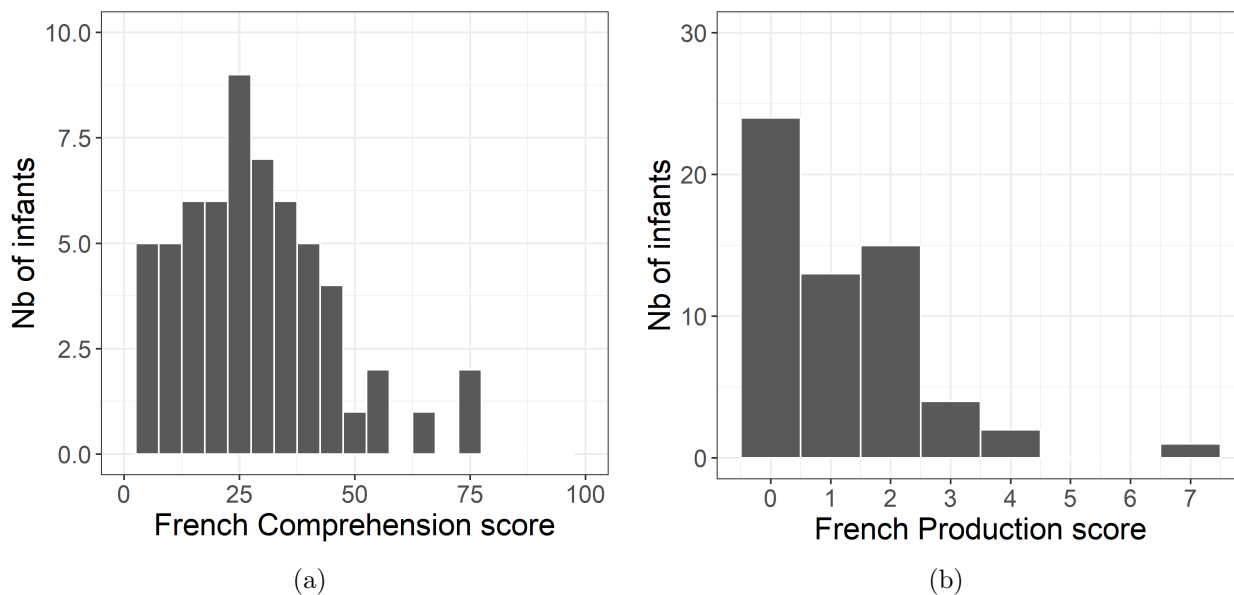 10.0
7.5
5.0
2.5
0.0
Nb of infants
0 25 50 75 100
French Comprehension score
(a)
30
20
10
0
Nb of infants
0 1 2 3 4 5 6 7
French Production score
(b)